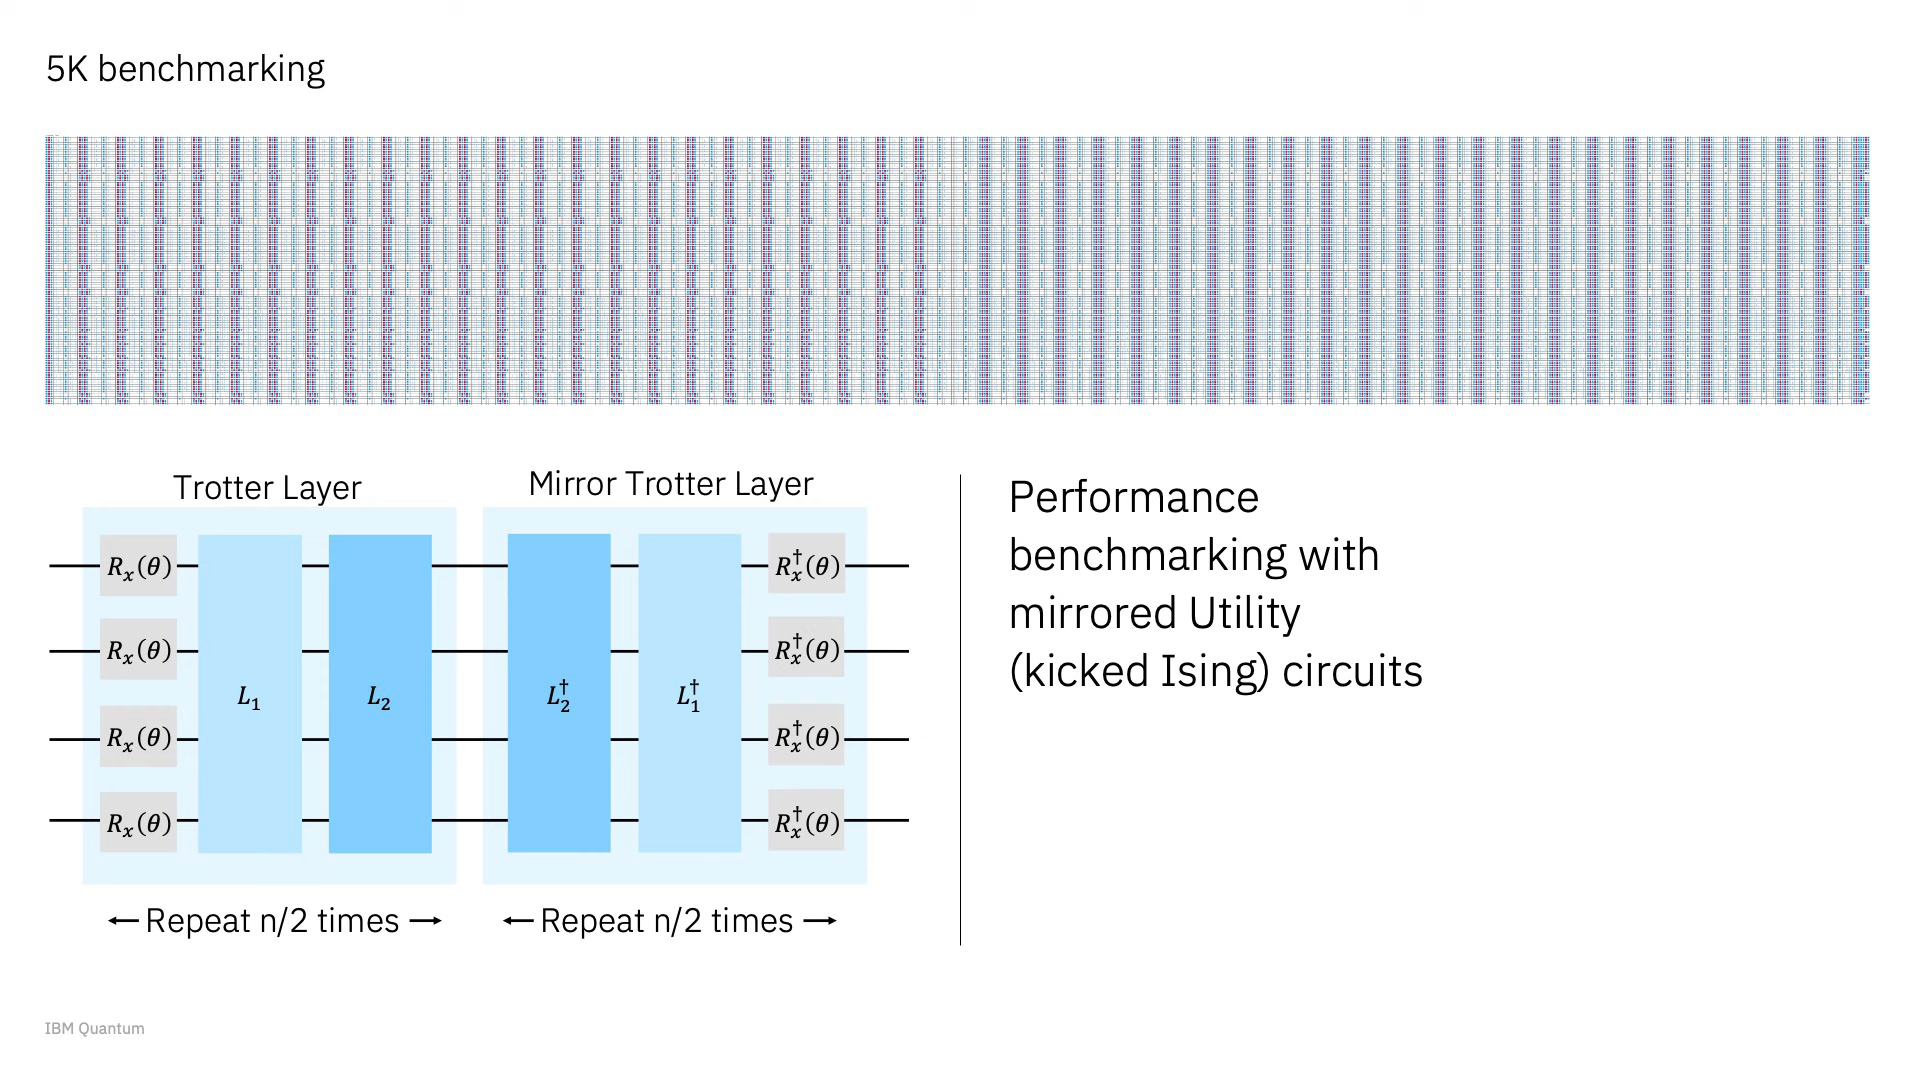 5K benchmarking
Trotter Layer
Mirror Trotter Layer
Rₓ(θ)
Rₓ(θ)
Rₓ(θ)
Rₓ(θ)
L₁
L₂
L₂†
L₁†
Rₓ†(θ)
Rₓ†(θ)
Rₓ†(θ)
Rₓ†(θ)
← Repeat n/2 times →
← Repeat n/2 times →
Performance
benchmarking with
mirrored Utility
(kicked Ising) circuits
IBM Quantum